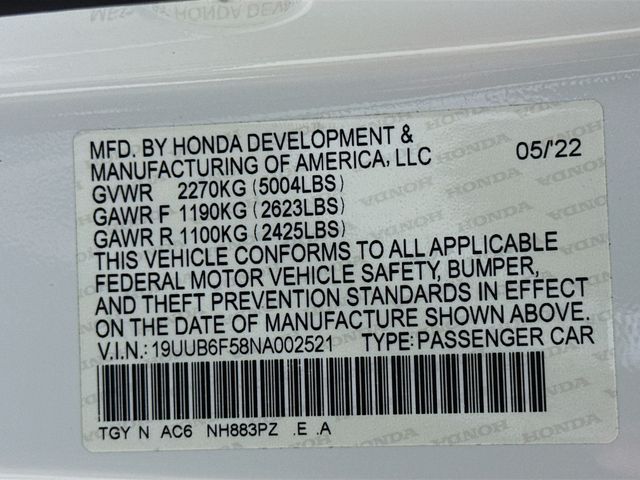 MFD. BY HONDA DEVELOPMENT &
MANUFACTURING OF AMERICA, LLC 05/'22
GVWR 2270KG (5004LBS)
GAWR F 1190KG (2623LBS)
GAWR R 1100KG (2425LBS)
THIS VEHICLE CONFORMS TO ALL APPLICABLE
FEDERAL MOTOR VEHICLE SAFETY, BUMPER,
AND THEFT PREVENTION STANDARDS IN EFFECT
ON THE DATE OF MANUFACTURE SHOWN ABOVE.
V.I.N.: 19UUB6F58NA002521 TYPE: PASSENGER CAR
TGY N AC6 NH883PZ .E .A